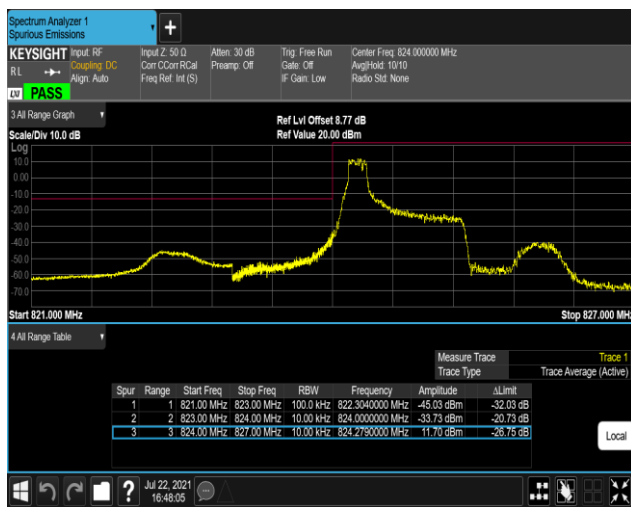 Spectrum Analyzer 1
Spurious Emissions
+
KEYSIGHT Input: RF Input Z: 50 Ω Atten: 30 dB Trig: Free Run Center Freq: 824.000000 MHz
RL Coupling: DC Corr CCorr RCal Preamp: Off Gate: Off Avg|Hold: 10/10
Align: Auto Freq Ref: Int (S) IF Gain: Low Radio Std: None
LXI PASS
3 All Range Graph
Ref Lvl Offset 8.77 dB
Scale/Div 10.0 dB Ref Value 20.00 dBm
Log
10.0
0.00
-10.0
-20.0
-30.0
-40.0
-50.0
-60.0
-70.0
Start 821.000 MHz Stop 827.000 MHz
4 All Range Table
Measure Trace Trace 1
Trace Type Trace Average (Active)
Spur Range Start Freq Stop Freq RBW Frequency Amplitude ΔLimit
1 1 821.00 MHz 823.00 MHz 100.0 kHz 822.3040000 MHz -45.03 dBm -32.03 dB
2 2 823.00 MHz 824.00 MHz 10.00 kHz 824.0000000 MHz -33.73 dBm -20.73 dB
3 3 824.00 MHz 827.00 MHz 10.00 kHz 824.2790000 MHz 11.70 dBm -26.75 dB
Local
? Jul 22, 2021
16:48:05